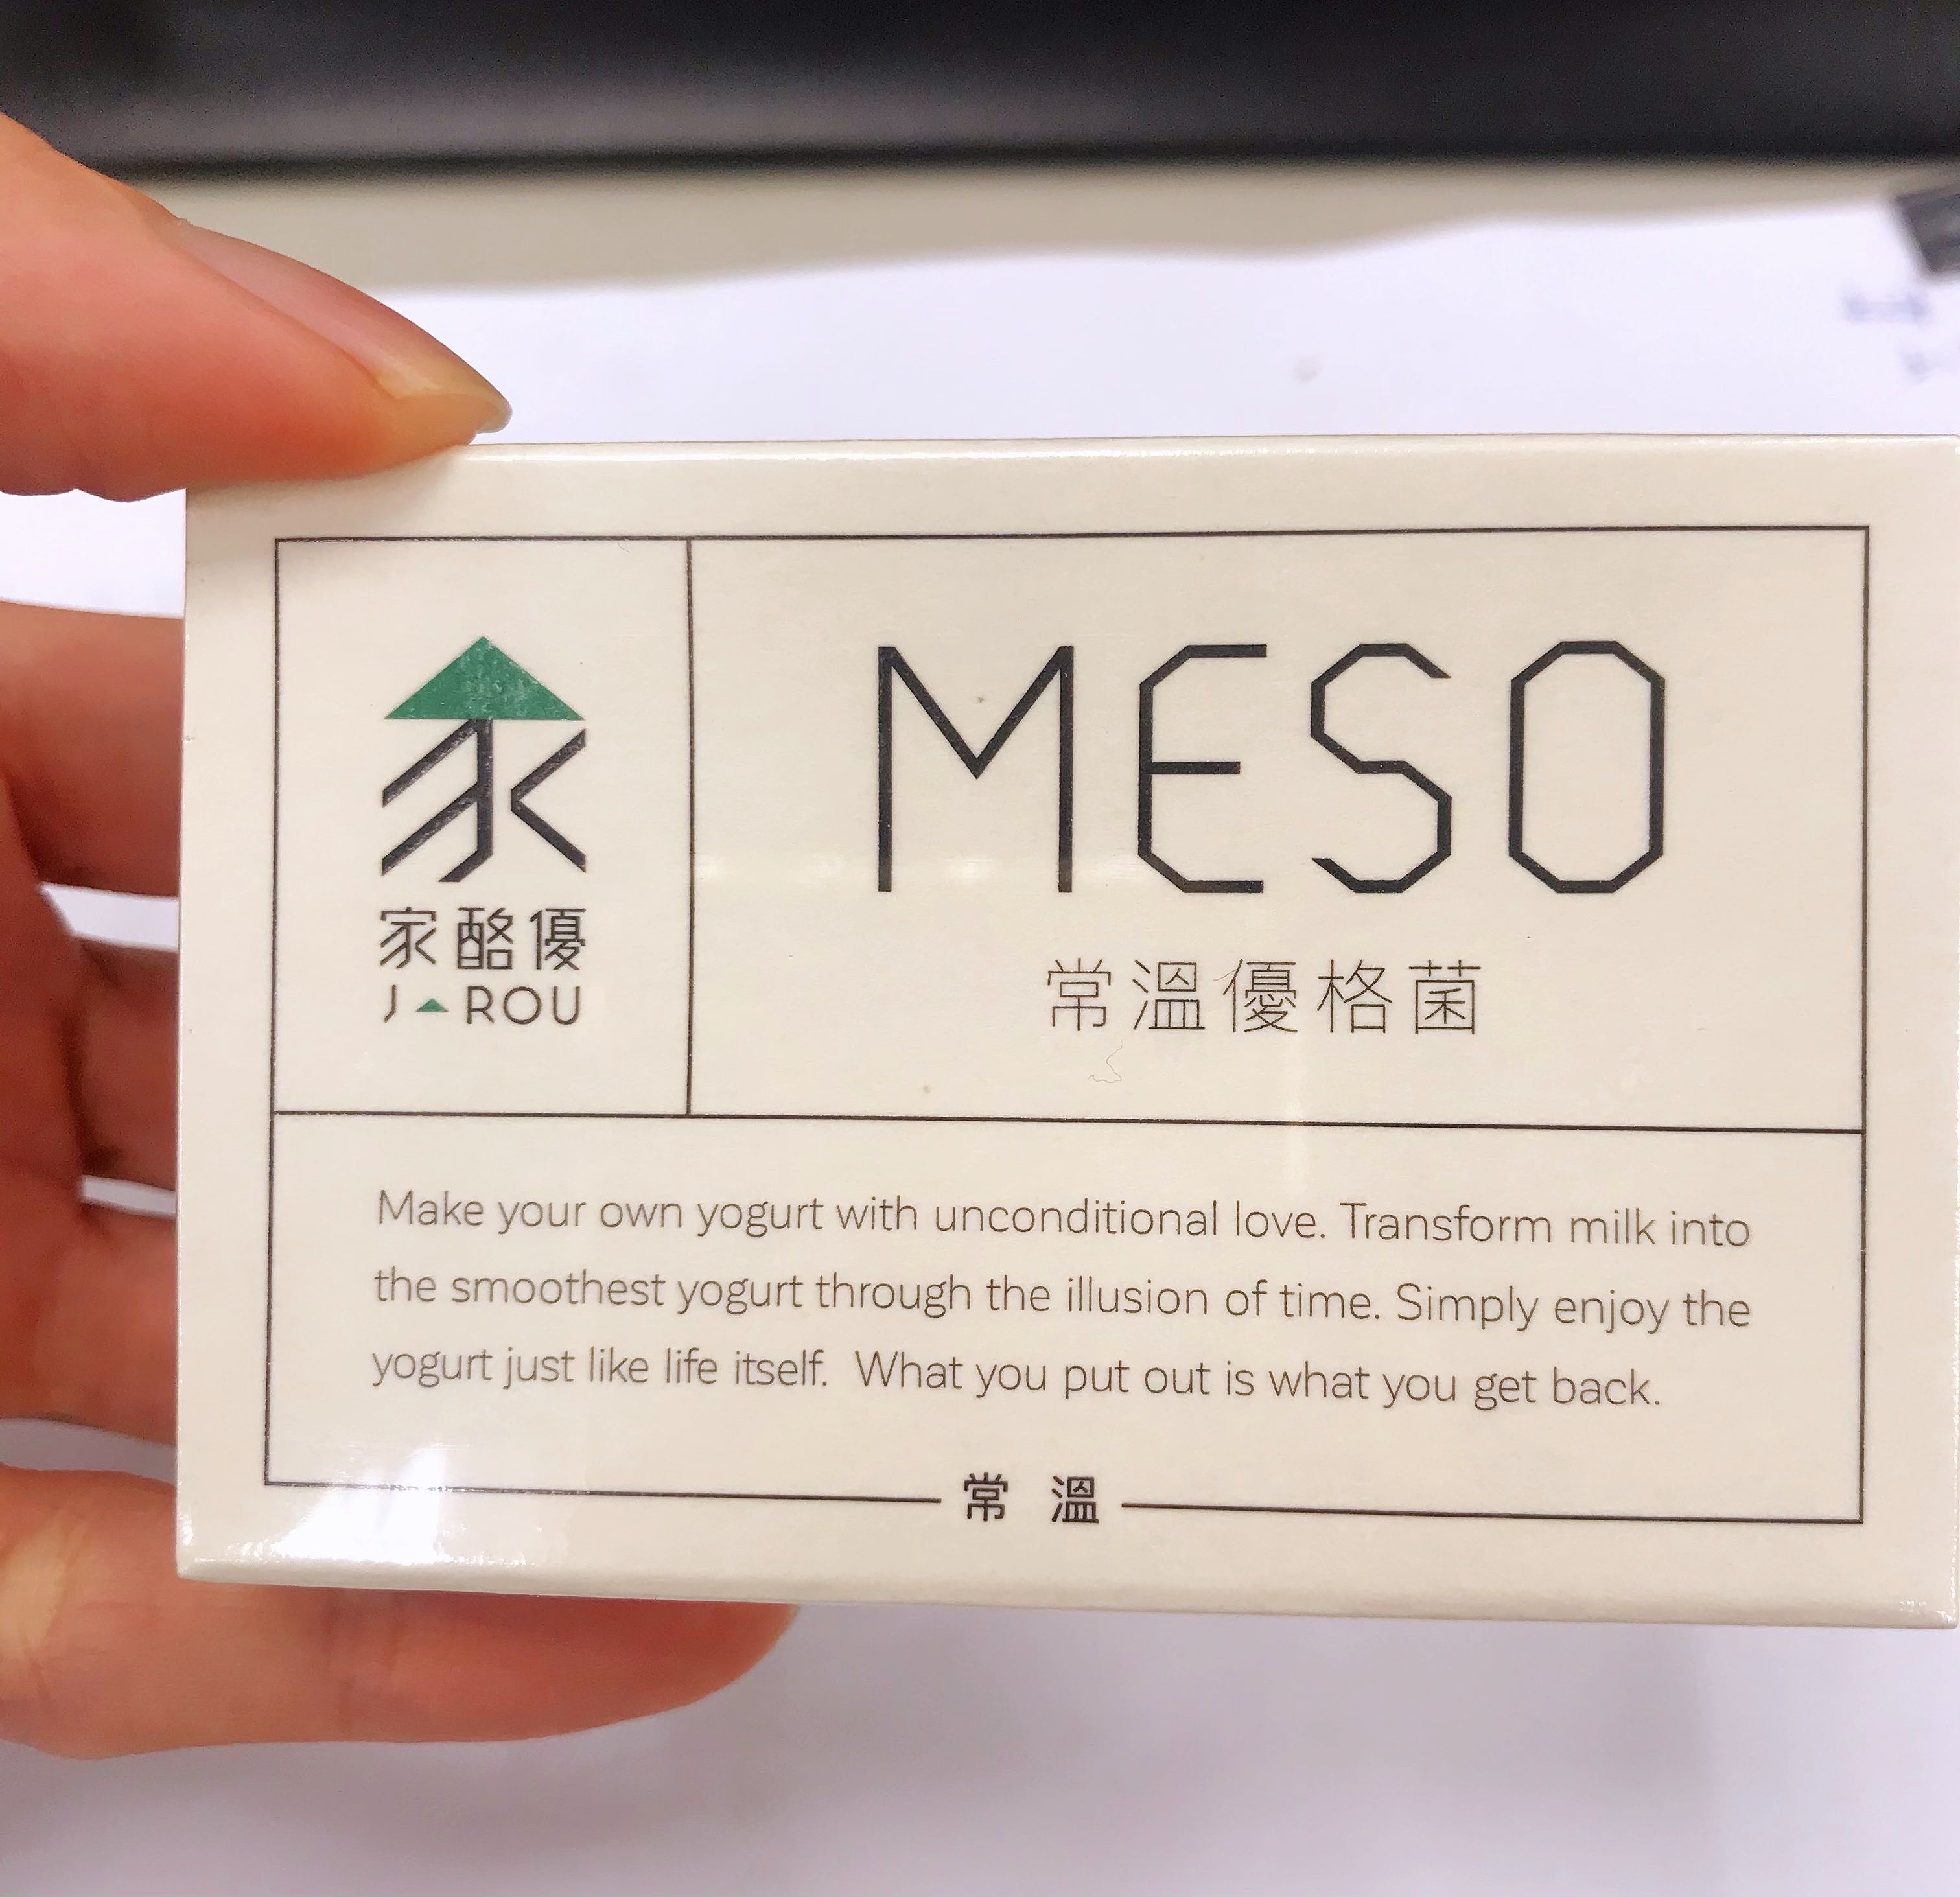 家
家酪優
J▲ROU
MESO
常溫優格菌
Make your own yogurt with unconditional love. Transform milk into
the smoothest yogurt through the illusion of time. Simply enjoy the
yogurt just like life itself.  What you put out is what you get back.
常 溫